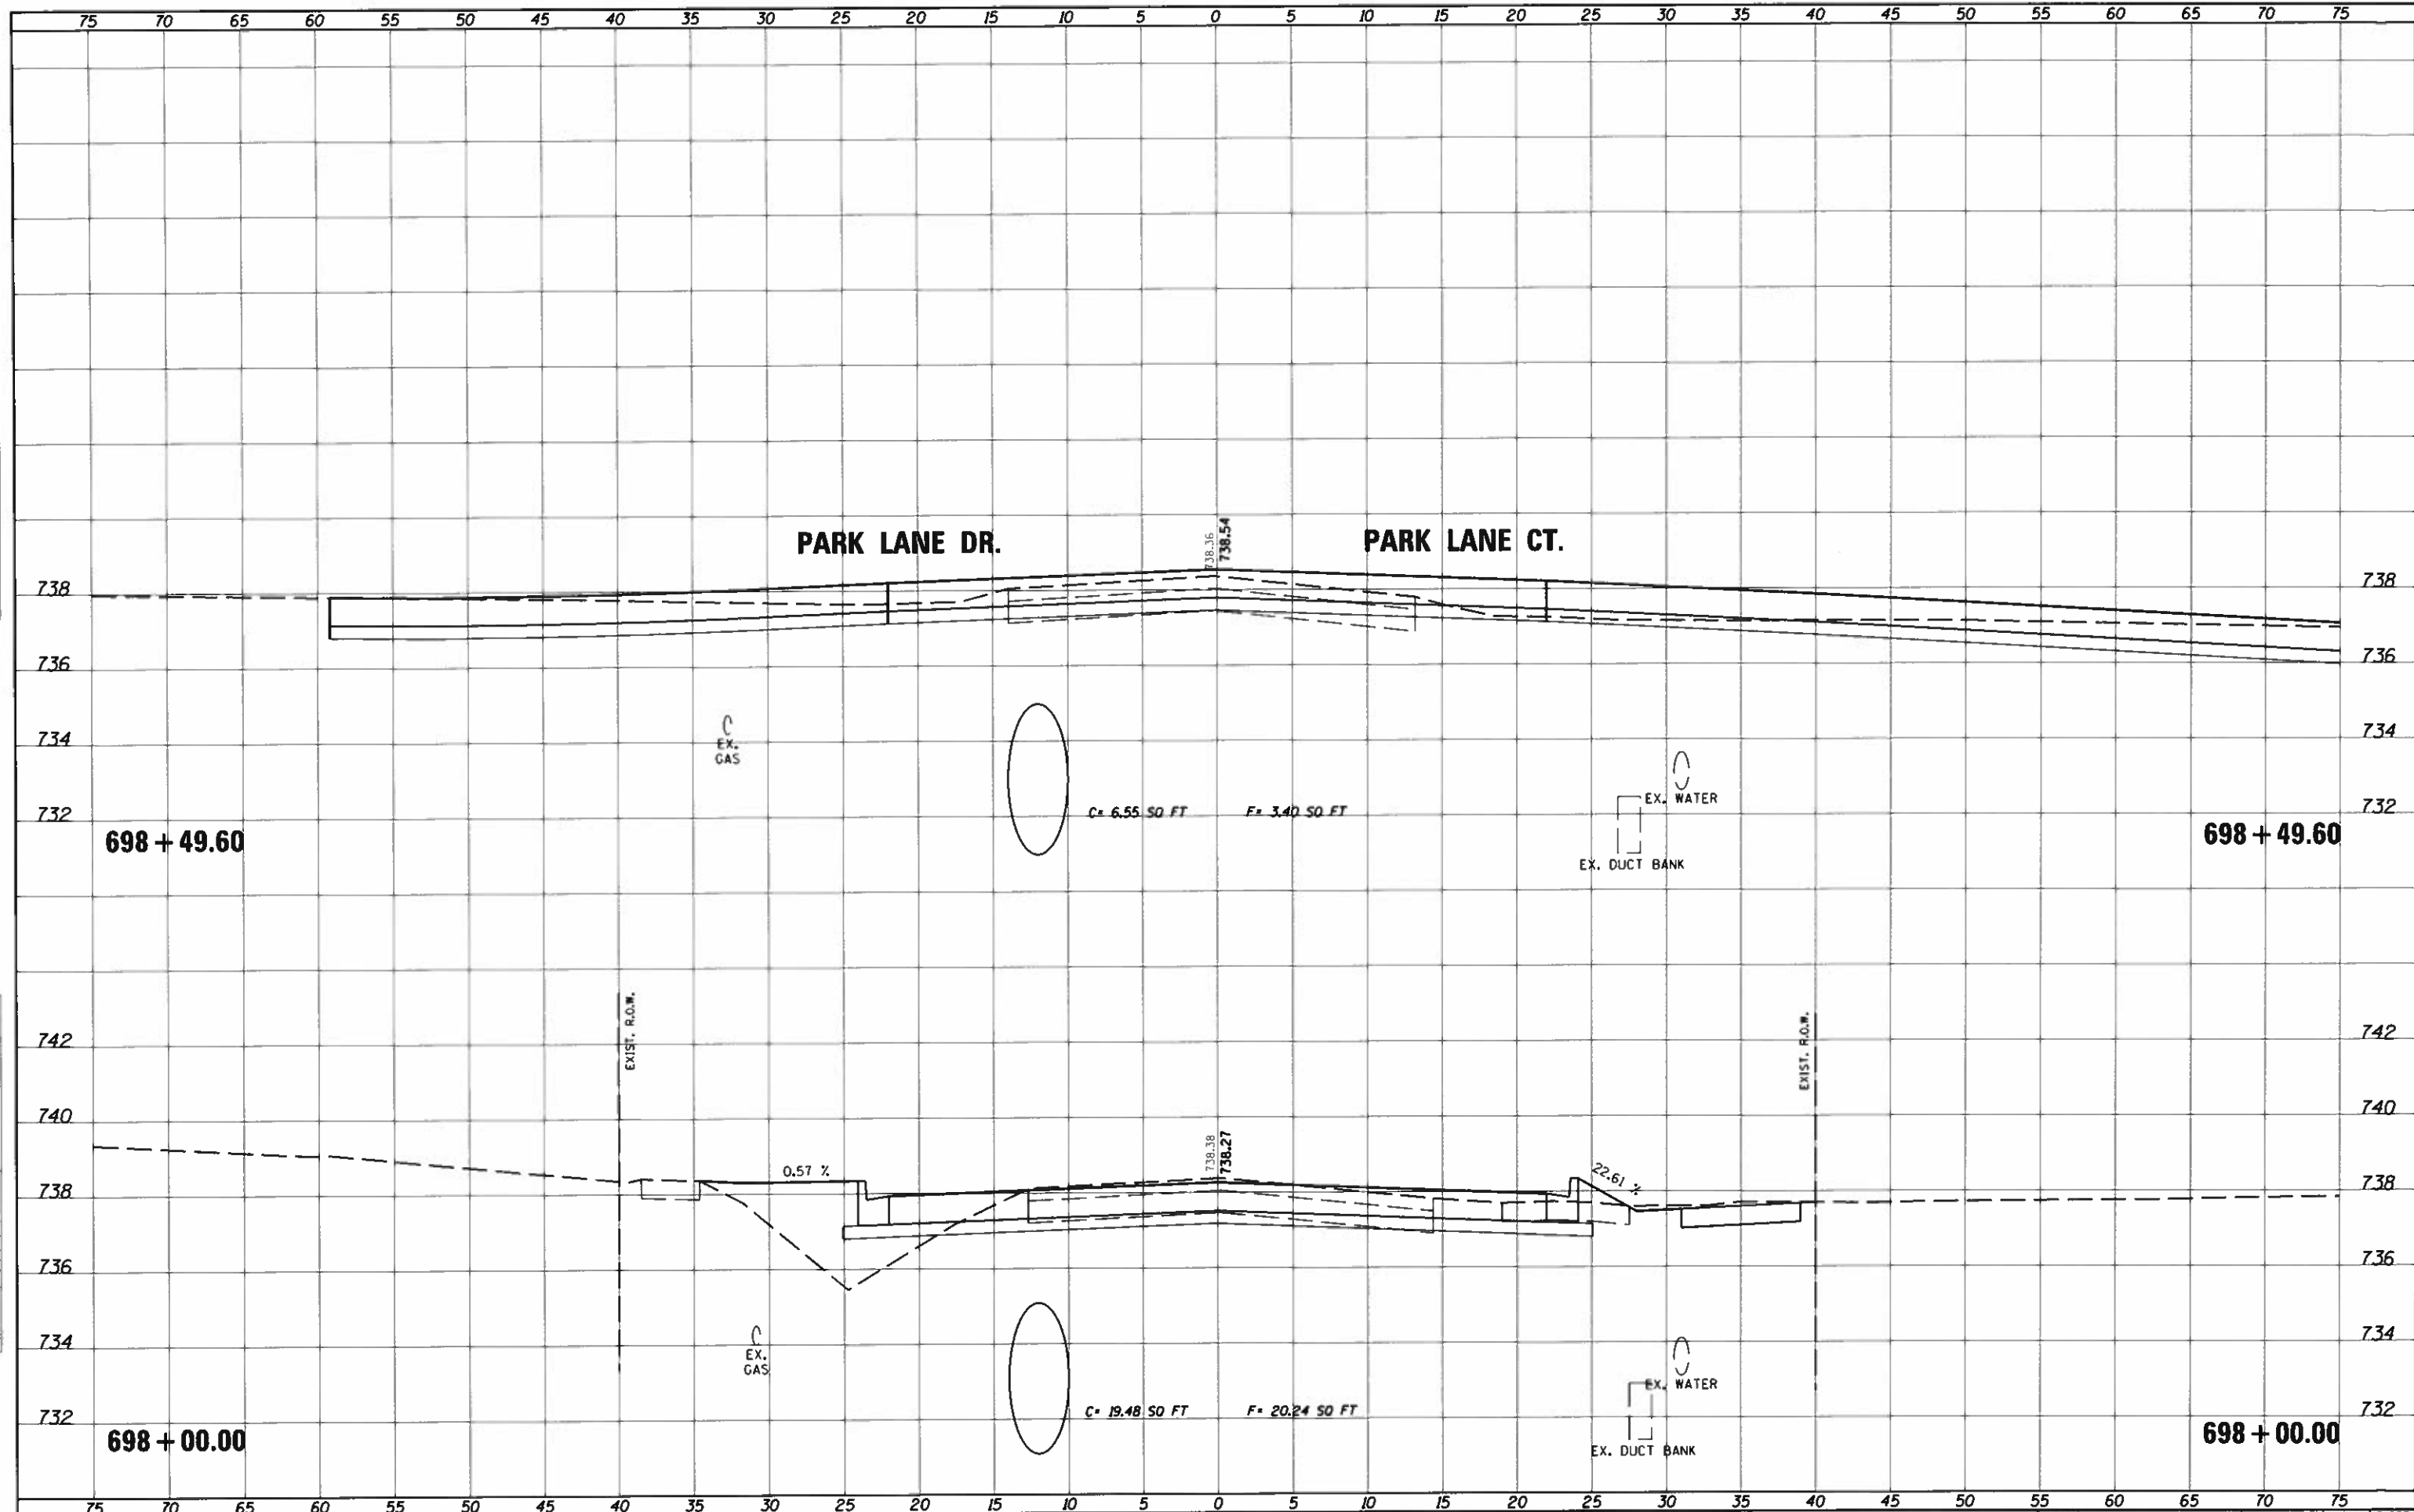 75 70 65 60 55 50 45 40 35 30 25 20 15 10 5 0 5 10 15 20 25 30 35 40 45 50 55 60 65 70 75
PARK LANE DR.
738.36
738.54
PARK LANE CT.
738 738
736 736
734 734
EX.
GAS
732 732
C= 6.55 SQ FT F= 3.40 SQ FT
EX. WATER
EX. DUCT BANK
698 + 49.60 698 + 49.60
EXIST. R.O.W.
EXIST. R.O.W.
742 742
740 740
738.38
738.27
0.57 %
22.61 %
738 738
736 736
734 734
EX.
GAS
732 732
C= 19.48 SQ FT F= 20.24 SQ FT
EX. WATER
EX. DUCT BANK
698 + 00.00 698 + 00.00
75 70 65 60 55 50 45 40 35 30 25 20 15 10 5 0 5 10 15 20 25 30 35 40 45 50 55 60 65 70 75